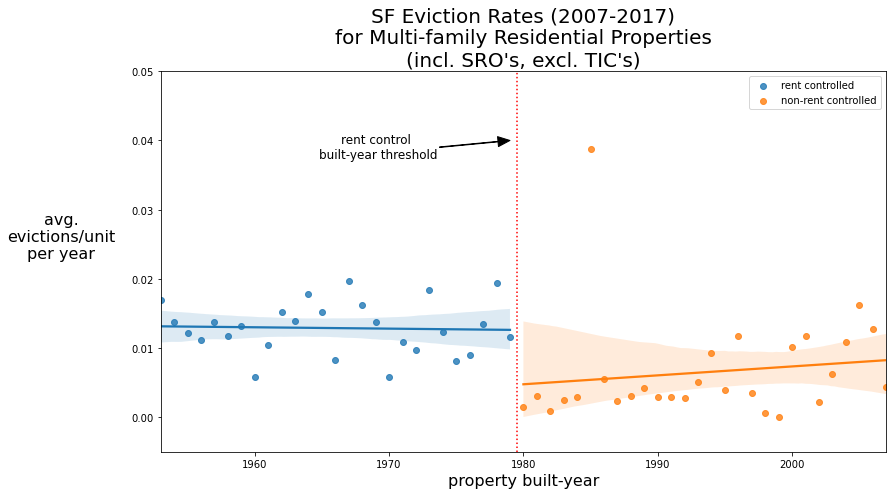 SF Eviction Rates (2007-2017)
for Multi-family Residential Properties
(incl. SRO's, excl. TIC's)
rent controlled
non-rent controlled
rent control
built-year threshold
avg.
evictions/unit
per year
0.05
0.04
0.03
0.02
0.01
0.00
1960
1970
1980
1990
2000
property built-year